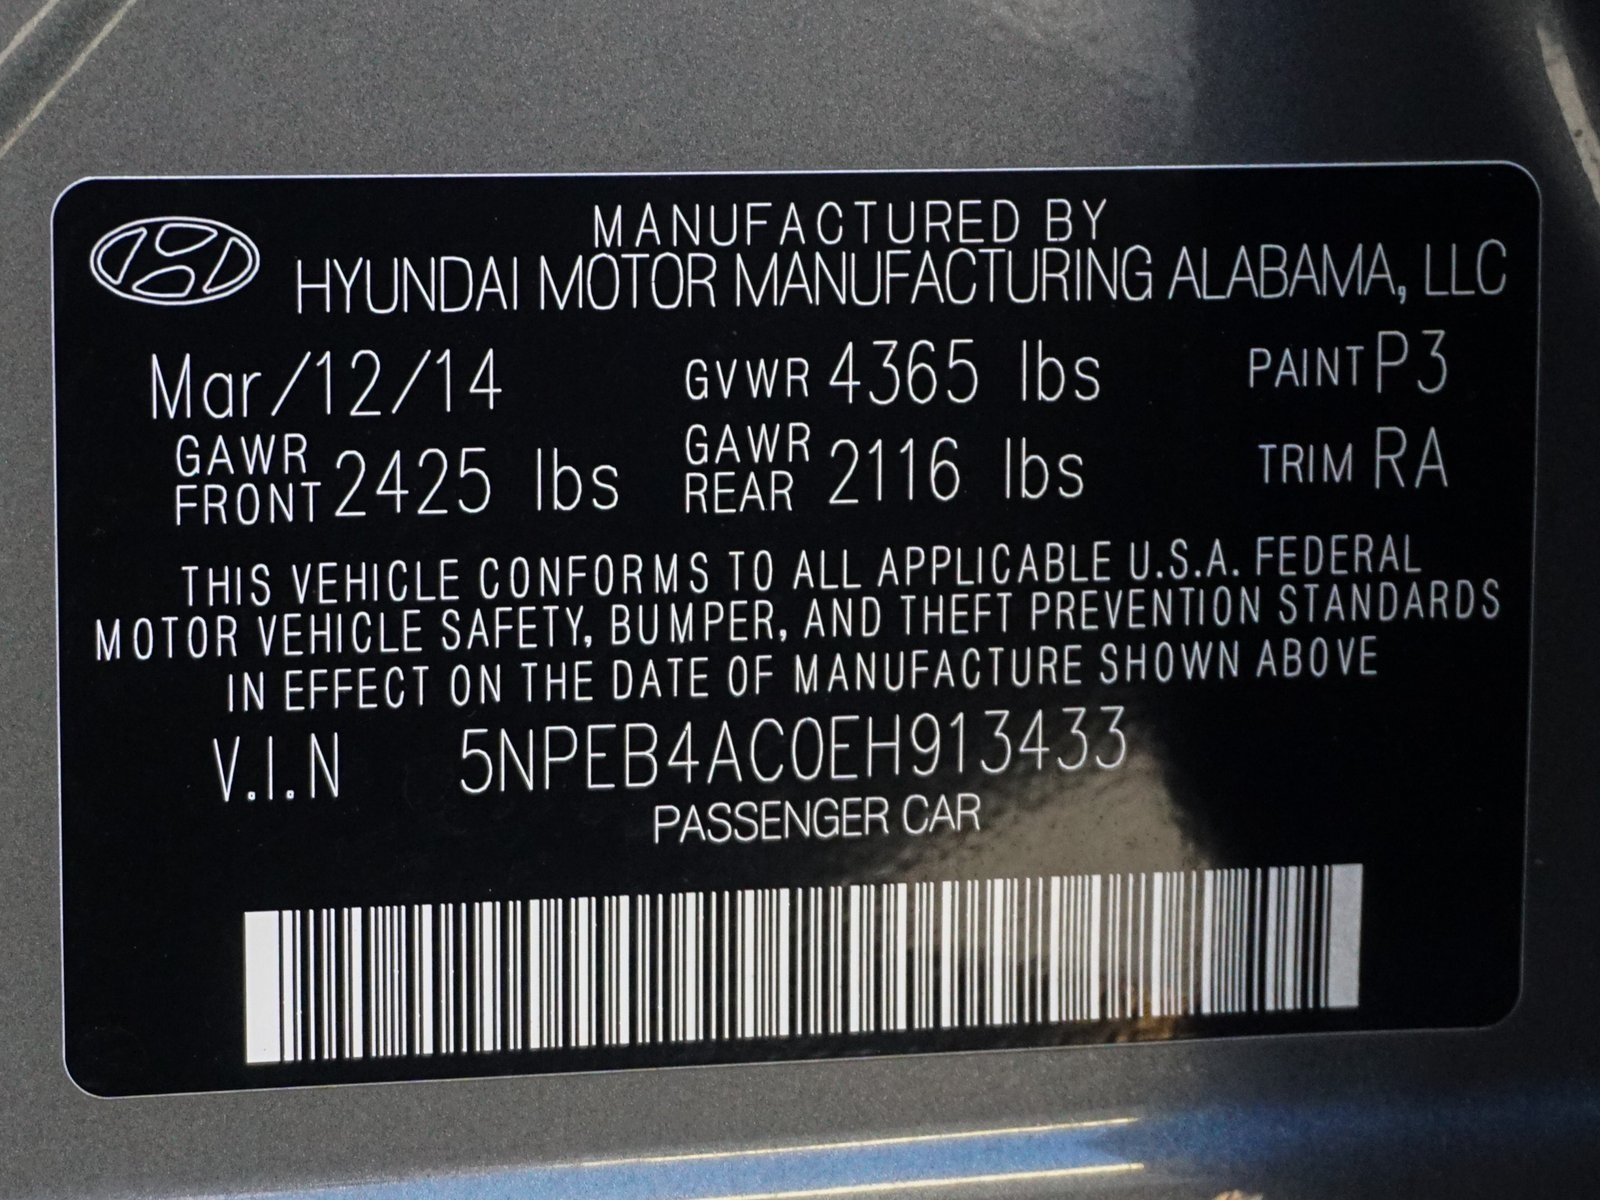 MANUFACTURED BY
HYUNDAI MOTOR MANUFACTURING ALABAMA, LLC
Mar/12/14 GVWR 4365 lbs PAINT P3
GAWR FRONT 2425 lbs GAWR REAR 2116 lbs TRIM RA
THIS VEHICLE CONFORMS TO ALL APPLICABLE U.S.A. FEDERAL
MOTOR VEHICLE SAFETY, BUMPER, AND THEFT PREVENTION STANDARDS
IN EFFECT ON THE DATE OF MANUFACTURE SHOWN ABOVE
V.I.N 5NPEB4AC0EH913433
PASSENGER CAR